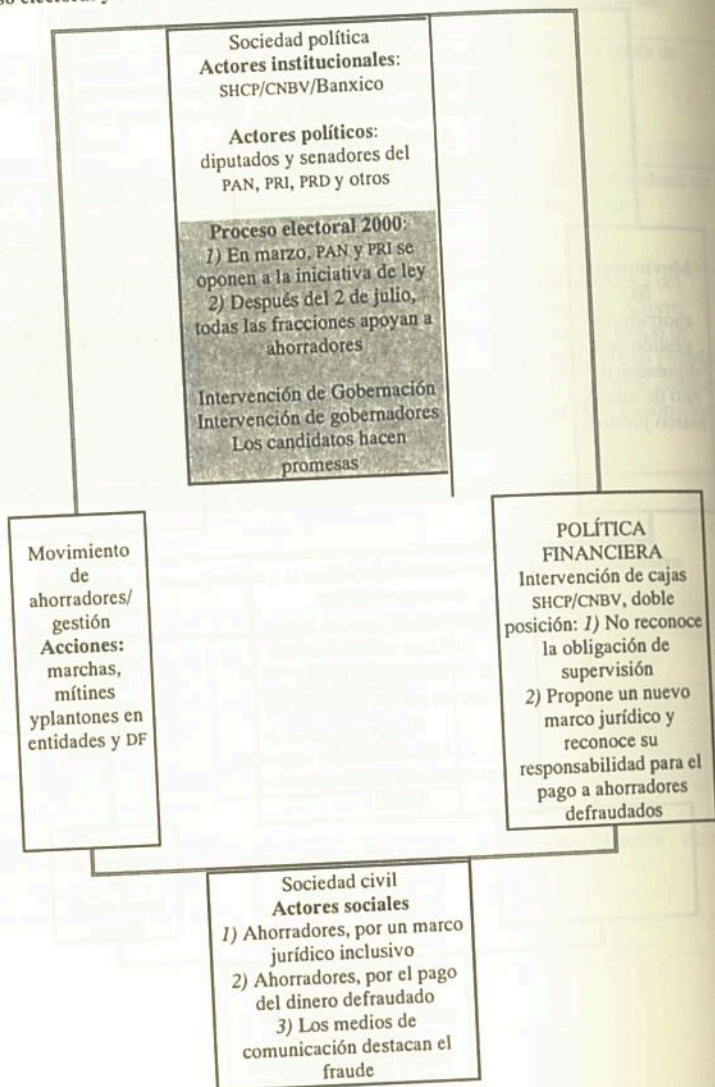 electoral y
Sociedad política
Actores institucionales:
SHCP/CNBV/Banxico
Actores políticos:
diputados y senadores del
PAN, PRI, PRD y otros
Proceso electoral 2000:
1) En marzo, PAN y PRI se
oponen a la iniciativa de ley
2) Después del 2 de julio,
todas las fracciones apoyan a
ahorradores
Intervención de Gobernación
Intervención de gobernadores
Los candidatos hacen
promesas
Movimiento
de
ahorradores/
gestión
Acciones:
marchas,
mítines
yplantones en
entidades y DF
POLÍTICA
FINANCIERA
Intervención de cajas
SHCP/CNBV, doble
posición: 1) No reconoce
la obligación de
supervisión
2) Propone un nuevo
marco jurídico y
reconoce su
responsabilidad para el
pago a ahorradores
defraudados
Sociedad civil
Actores sociales
1) Ahorradores, por un marco
jurídico inclusivo
2) Ahorradores, por el pago
del dinero defraudado
3) Los medios de
comunicación destacan el
fraude